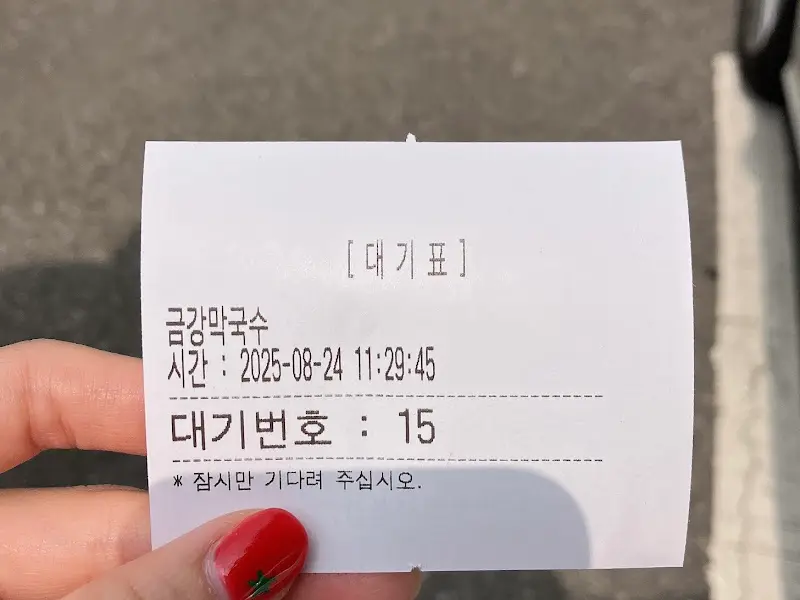 [대기표]
금강막국수
시간 : 2025-08-24 11:29:45
대기번호 : 15
* 잠시만 기다려 주십시오.